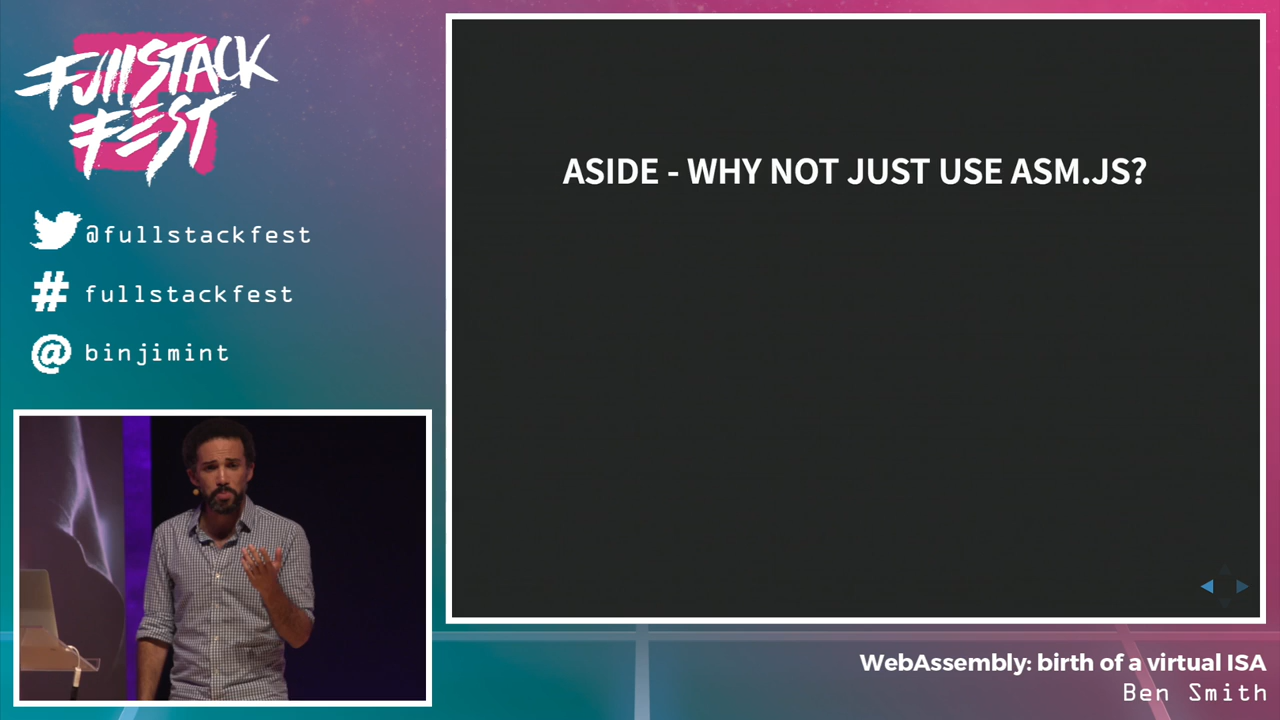 FullSTACK
FEST
@fullstackfest
# fullstackfest
@ binjimint
ASIDE - WHY NOT JUST USE ASM.JS?
WebAssembly: birth of a virtual ISA
Ben Smith